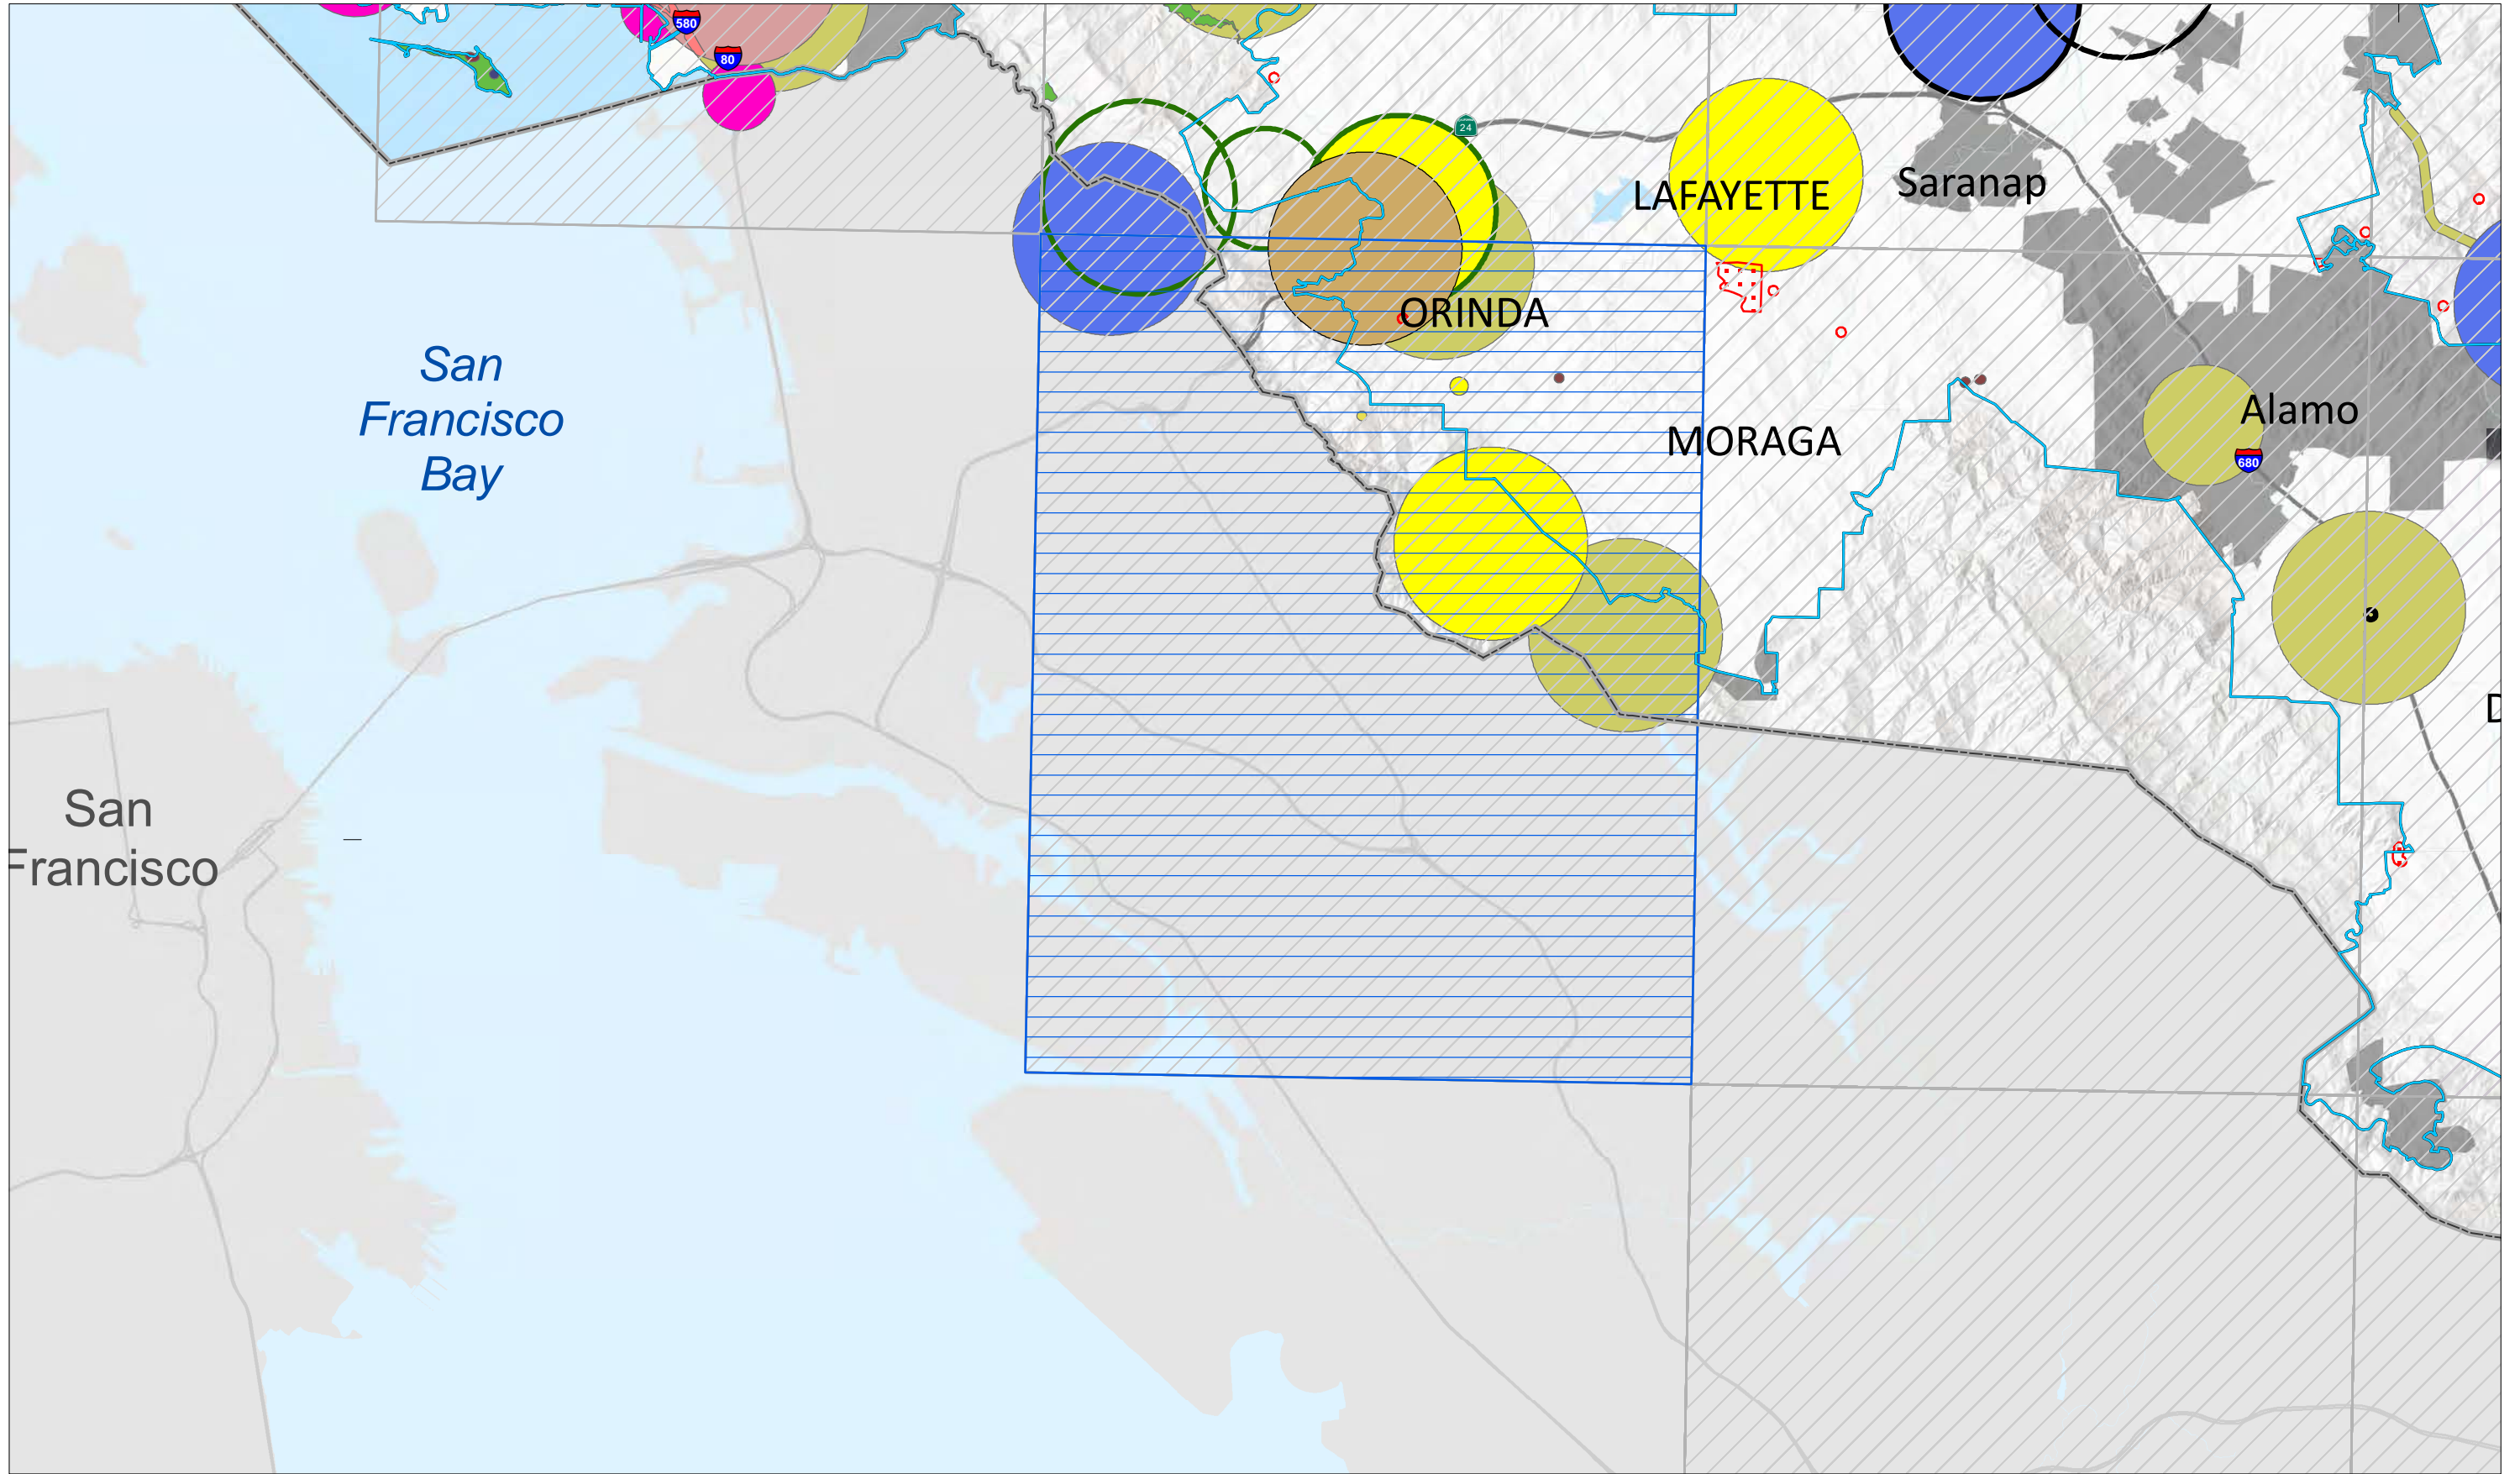 580
80
24
LAFAYETTE
Saranap
ORINDA
San
Francisco
Bay
Alamo
MORAGA
680
D
San
Francisco